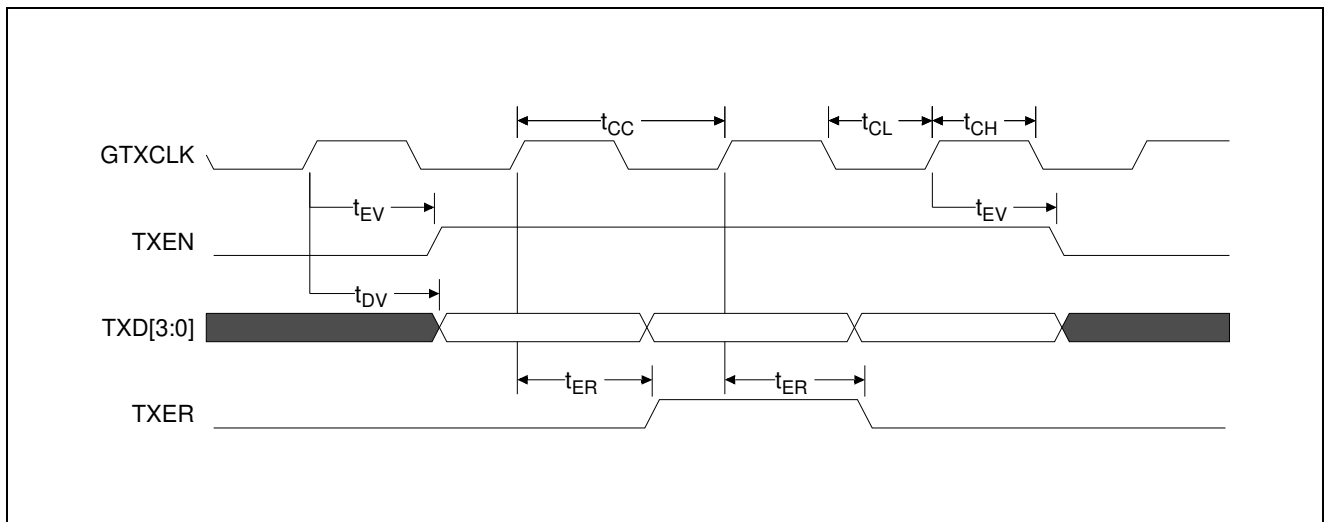 tCC
tCL
tCH
GTXCLK
tEV
tEV
TXEN
tDV
TXD[3:0]
tER
tER
TXER